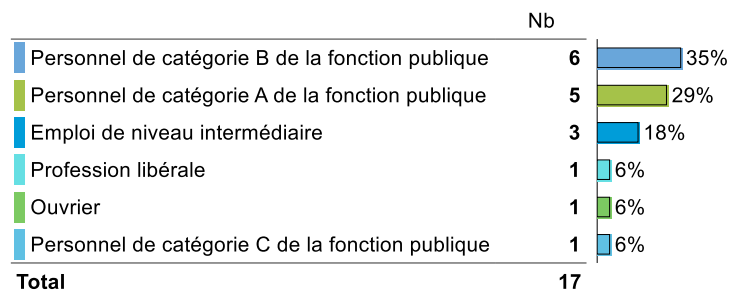 Nb
Personnel de catégorie B de la fonction publique 6 35%
Personnel de catégorie A de la fonction publique 5 29%
Emploi de niveau intermédiaire 3 18%
Profession libérale 1 6%
Ouvrier 1 6%
Personnel de catégorie C de la fonction publique 1 6%
Total 17